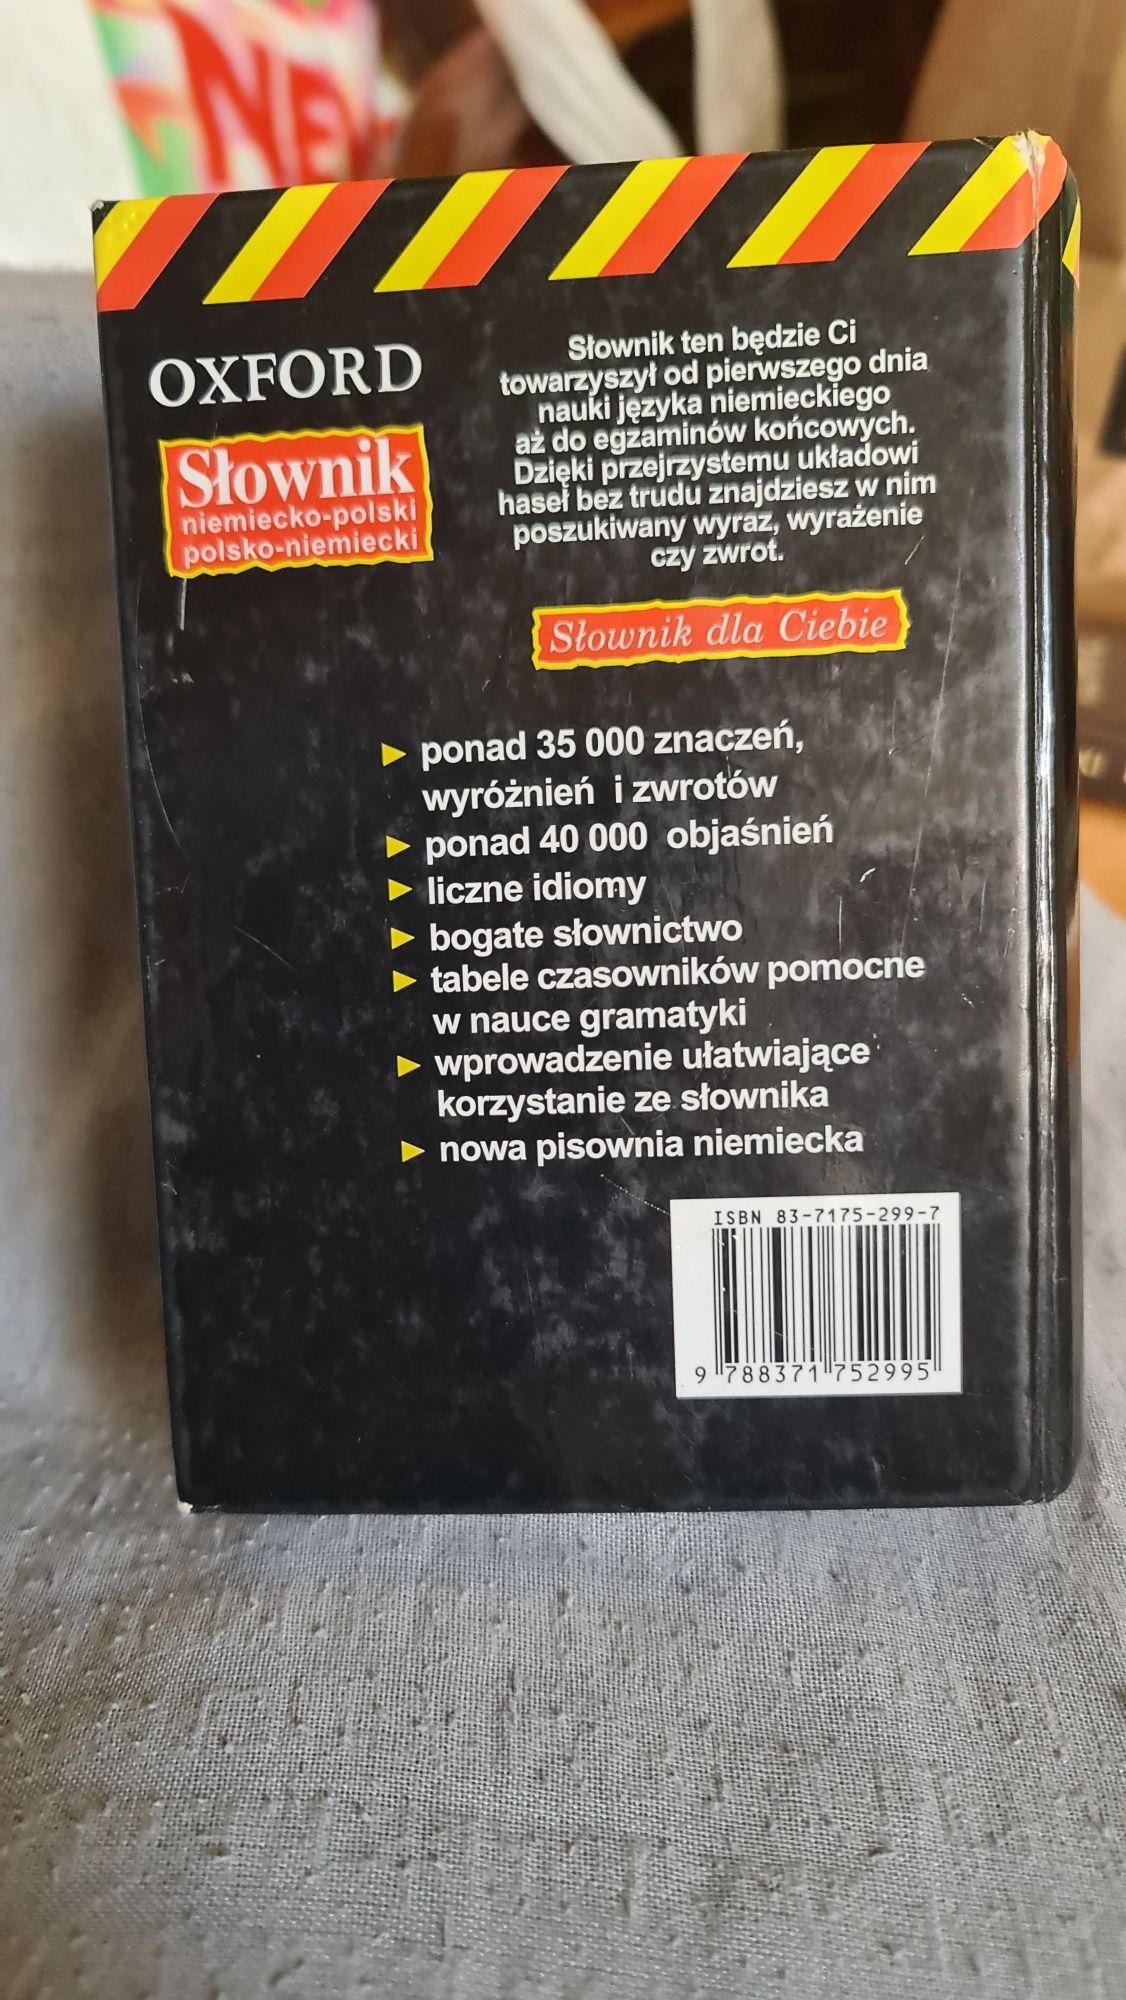 OXFORD
Słownik
niemiecko-polski
polsko-niemiecki
Słownik ten będzie Ci
towarzyszył od pierwszego dnia
nauki języka niemieckiego
aż do egzaminów końcowych.
Dzięki przejrzystemu układowi
haseł bez trudu znajdziesz w nim
poszukiwany wyraz, wyrażenie
czy zwrot.
Słownik dla Ciebie
ponad 35 000 znaczeń,
wyróżnień i zwrotów
ponad 40 000 objaśnień
liczne idiomy
bogate słownictwo
tabele czasowników pomocne
w nauce gramatyki
wprowadzenie ułatwiające
korzystanie ze słownika
nowa pisownia niemiecka
ISBN 83-7175-299-7
9 788371 752995